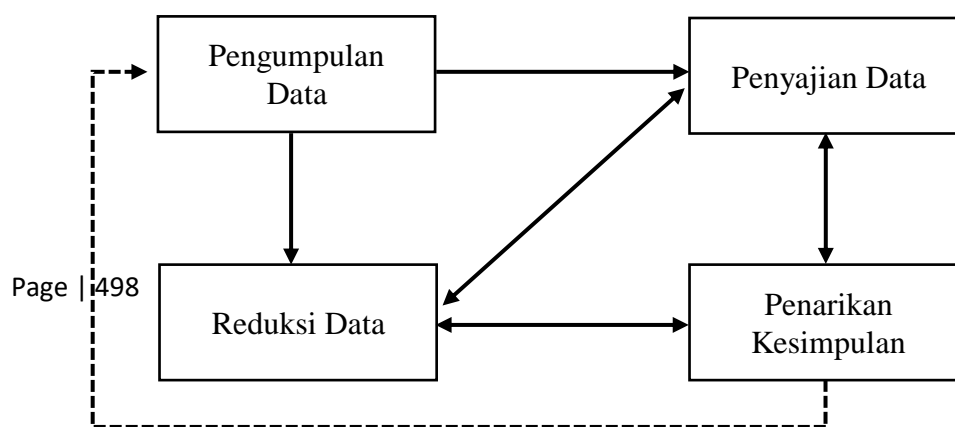 Pengumpulan
Data
Penyajian Data
Page | 498
Reduksi Data
Penarikan
Kesimpulan